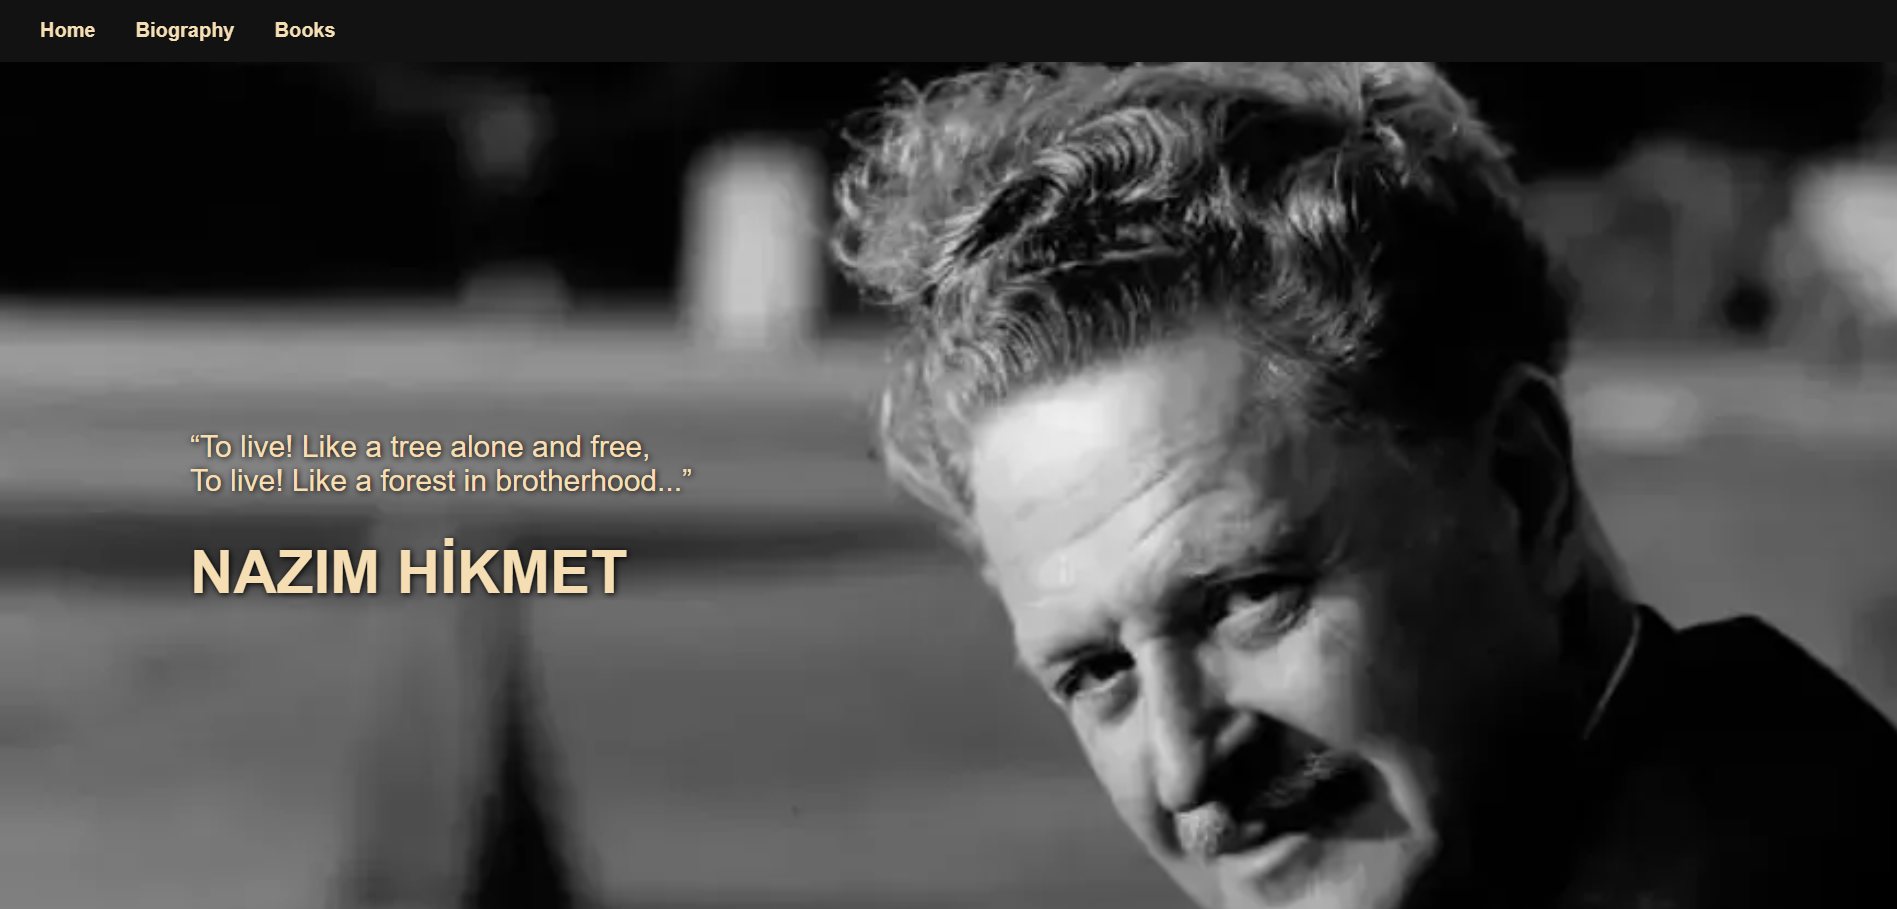 Home Biography Books
“To live! Like a tree alone and free,
To live! Like a forest in brotherhood...”
NAZIM HİKMET